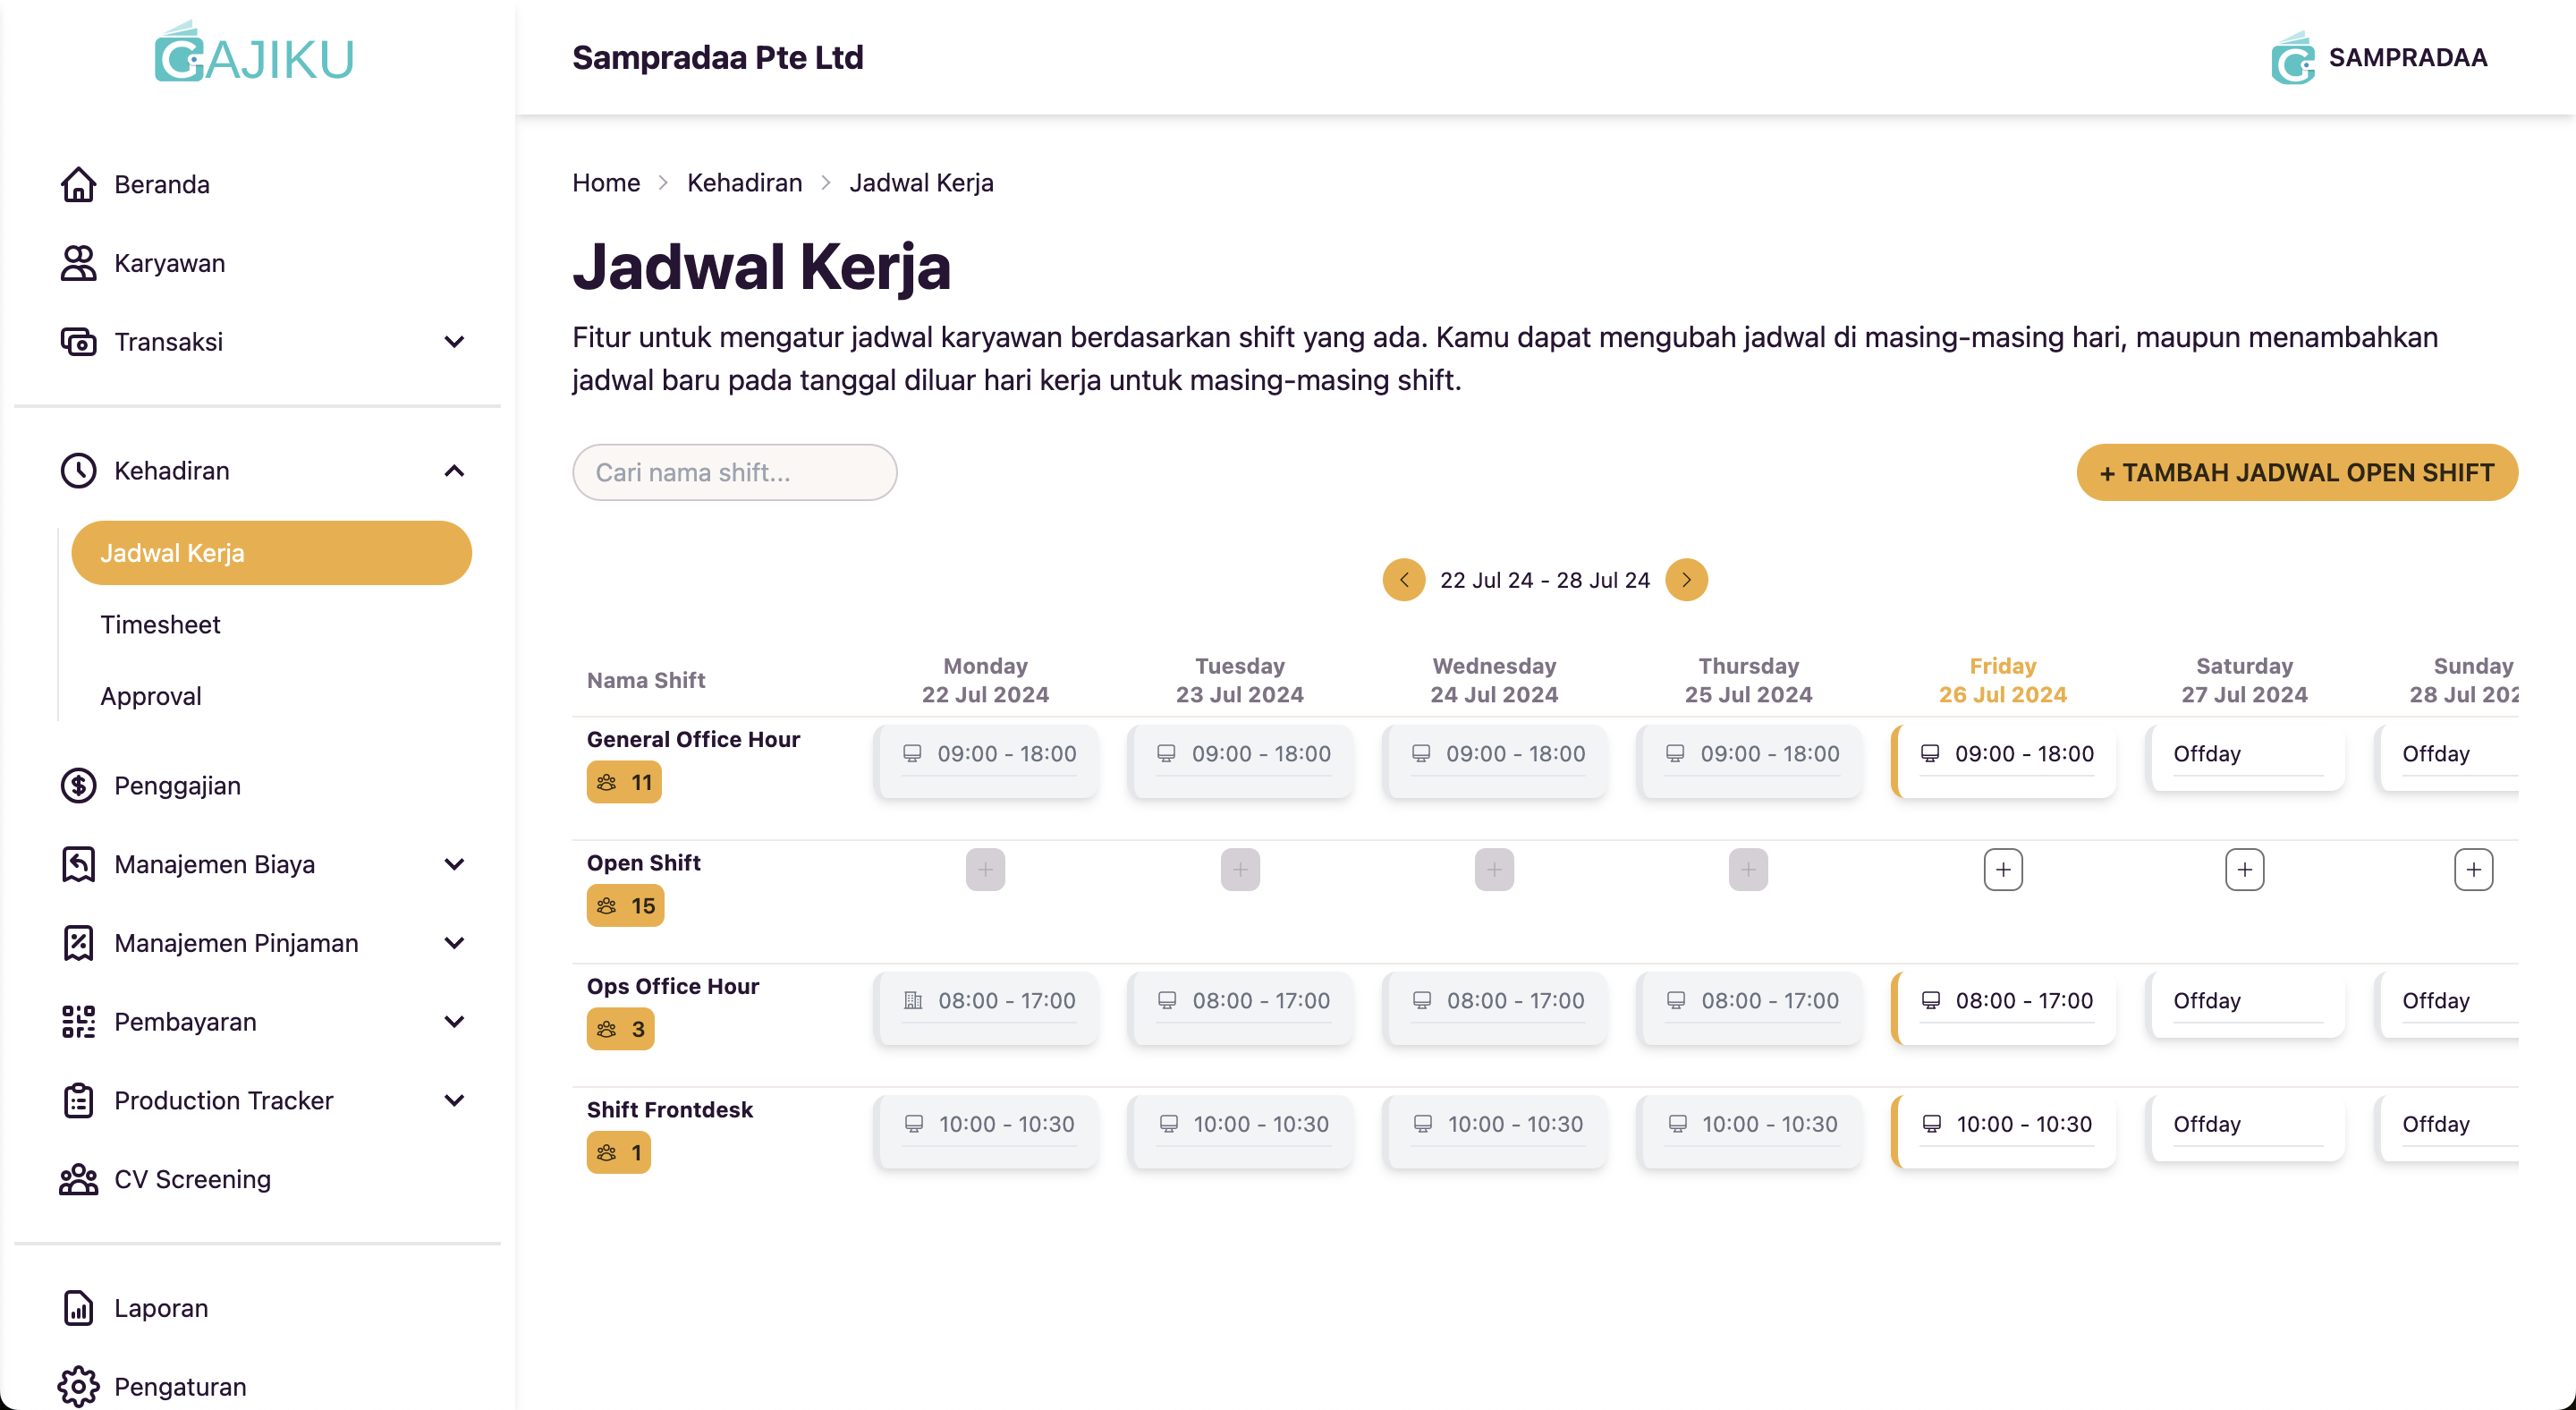 GAJIKU
Sampradaa Pte Ltd
SAMPRADAA
Beranda
Karyawan
Transaksi
Kehadiran
Jadwal Kerja
Timesheet
Approval
Penggajian
Manajemen Biaya
Manajemen Pinjaman
Pembayaran
Production Tracker
CV Screening
Laporan
Pengaturan
Home > Kehadiran > Jadwal Kerja
Jadwal Kerja
Fitur untuk mengatur jadwal karyawan berdasarkan shift yang ada. Kamu dapat mengubah jadwal di masing-masing hari, maupun menambahkan
jadwal baru pada tanggal diluar hari kerja untuk masing-masing shift.
Cari nama shift...
+ TAMBAH JADWAL OPEN SHIFT
22 Jul 24 - 28 Jul 24
Nama Shift
Monday Tuesday Wednesday Thursday Friday Saturday Sunday
22 Jul 2024 23 Jul 2024 24 Jul 2024 25 Jul 2024 26 Jul 2024 27 Jul 2024 28 Jul 202
General Office Hour 09:00 - 18:00 09:00 - 18:00 09:00 - 18:00 09:00 - 18:00 09:00 - 18:00 Offday Offday
11
Open Shift + + + + + + +
15
Ops Office Hour 08:00 - 17:00 08:00 - 17:00 08:00 - 17:00 08:00 - 17:00 08:00 - 17:00 Offday Offday
3
Shift Frontdesk 10:00 - 10:30 10:00 - 10:30 10:00 - 10:30 10:00 - 10:30 10:00 - 10:30 Offday Offday
1